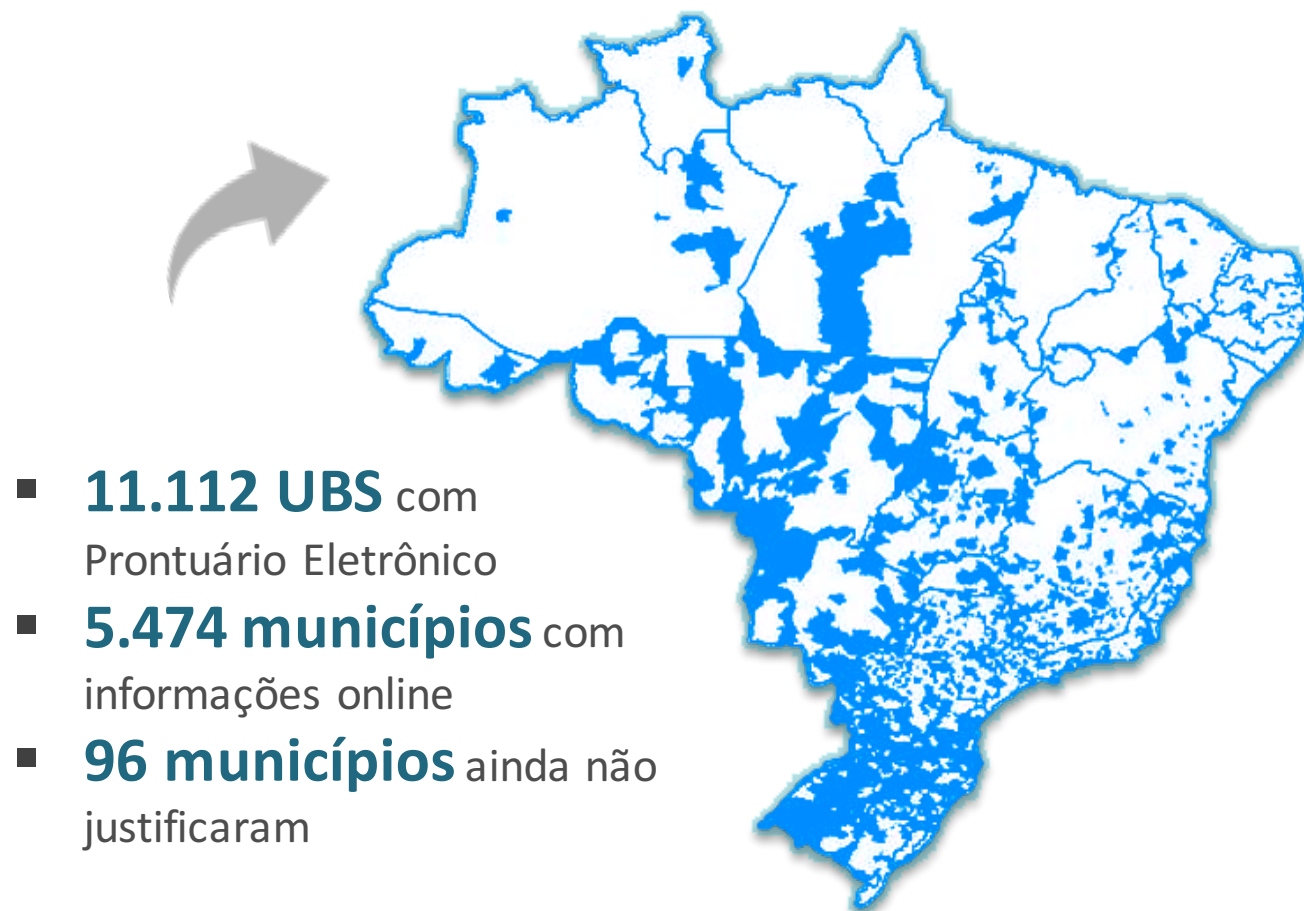 ▪ 11.112 UBS com
Prontuário Eletrônico
▪ 5.474 municípios com
informações online
▪ 96 municípios ainda não
justificaram